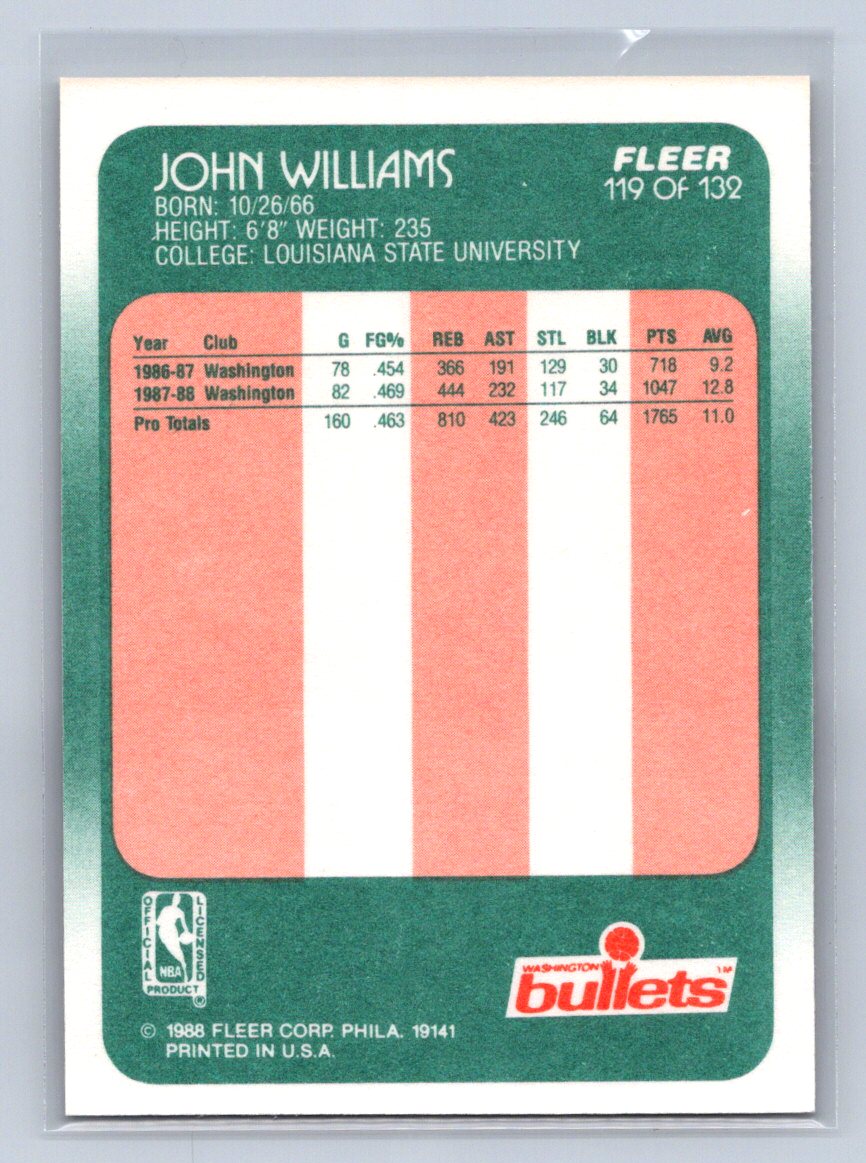 JOHN WILLIAMS
BORN: 10/26/66
HEIGHT: 6'8" WEIGHT: 235
COLLEGE: LOUISIANA STATE UNIVERSITY
FLEER
119 OF 132
Year Club G FG% REB AST STL BLK PTS AVG
1986-87 Washington 78 .454 366 191 129 30 718 9.2
1987-88 Washington 82 .469 444 232 117 34 1047 12.8
Pro Totals 160 .463 810 423 246 64 1765 11.0
OFFICIAL
LICENSED
NBA
PRODUCT
®
WASHINGTON TM
bullets
© 1988 FLEER CORP. PHILA. 19141
PRINTED IN U.S.A.